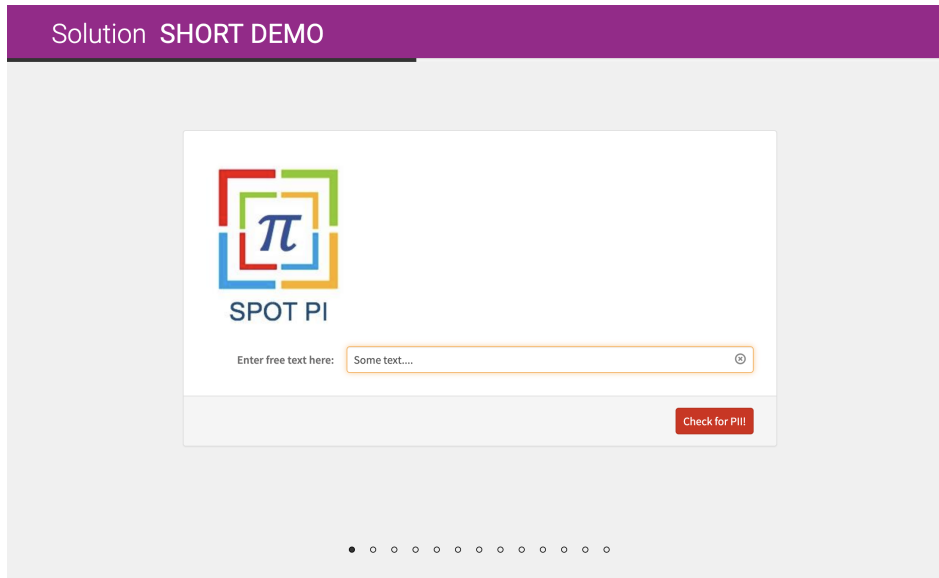 Solution SHORT DEMO
π
SPOT PI
Enter free text here: Some text....
Check for PII!